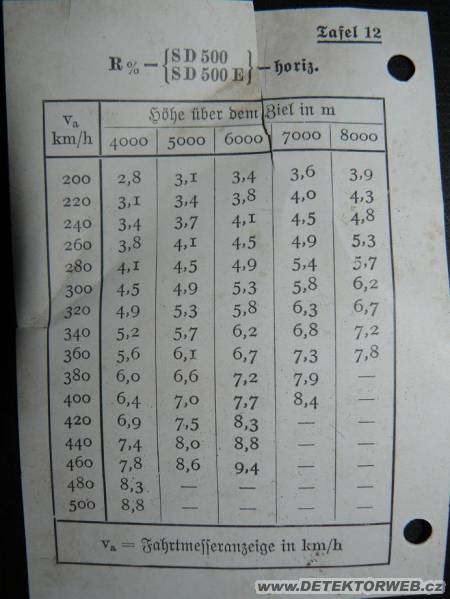 Tafel 12
R% — { SD 500
SD 500 E } — horiz.
va km/h Höhe über dem Ziel in m
4000 5000 6000 7000 8000
200 2,8 3,1 3,4 3,6 3,9
220 3,1 3,4 3,8 4,0 4,3
240 3,4 3,7 4,1 4,5 4,8
260 3,8 4,1 4,5 4,9 5,3
280 4,1 4,5 4,9 5,4 5,7
300 4,5 4,9 5,3 5,8 6,2
320 4,9 5,3 5,8 6,3 6,7
340 5,2 5,7 6,2 6,8 7,2
360 5,6 6,1 6,7 7,3 7,8
380 6,0 6,6 7,2 7,9 —
400 6,4 7,0 7,7 8,4 —
420 6,9 7,5 8,3 — —
440 7,4 8,0 8,8 — —
460 7,8 8,6 9,4 — —
480 8,3 — — — —
500 8,8 — — — —
va = Fahrtmesseranzeige in km/h
www.DETEKTORWEB.cz